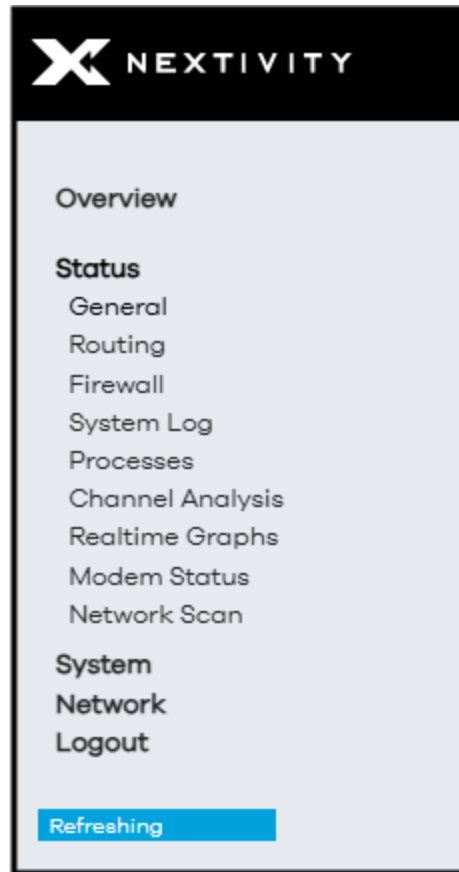 NEXTIVITY
Overview
Status
General
Routing
Firewall
System Log
Processes
Channel Analysis
Realtime Graphs
Modem Status
Network Scan
System
Network
Logout
Refreshing